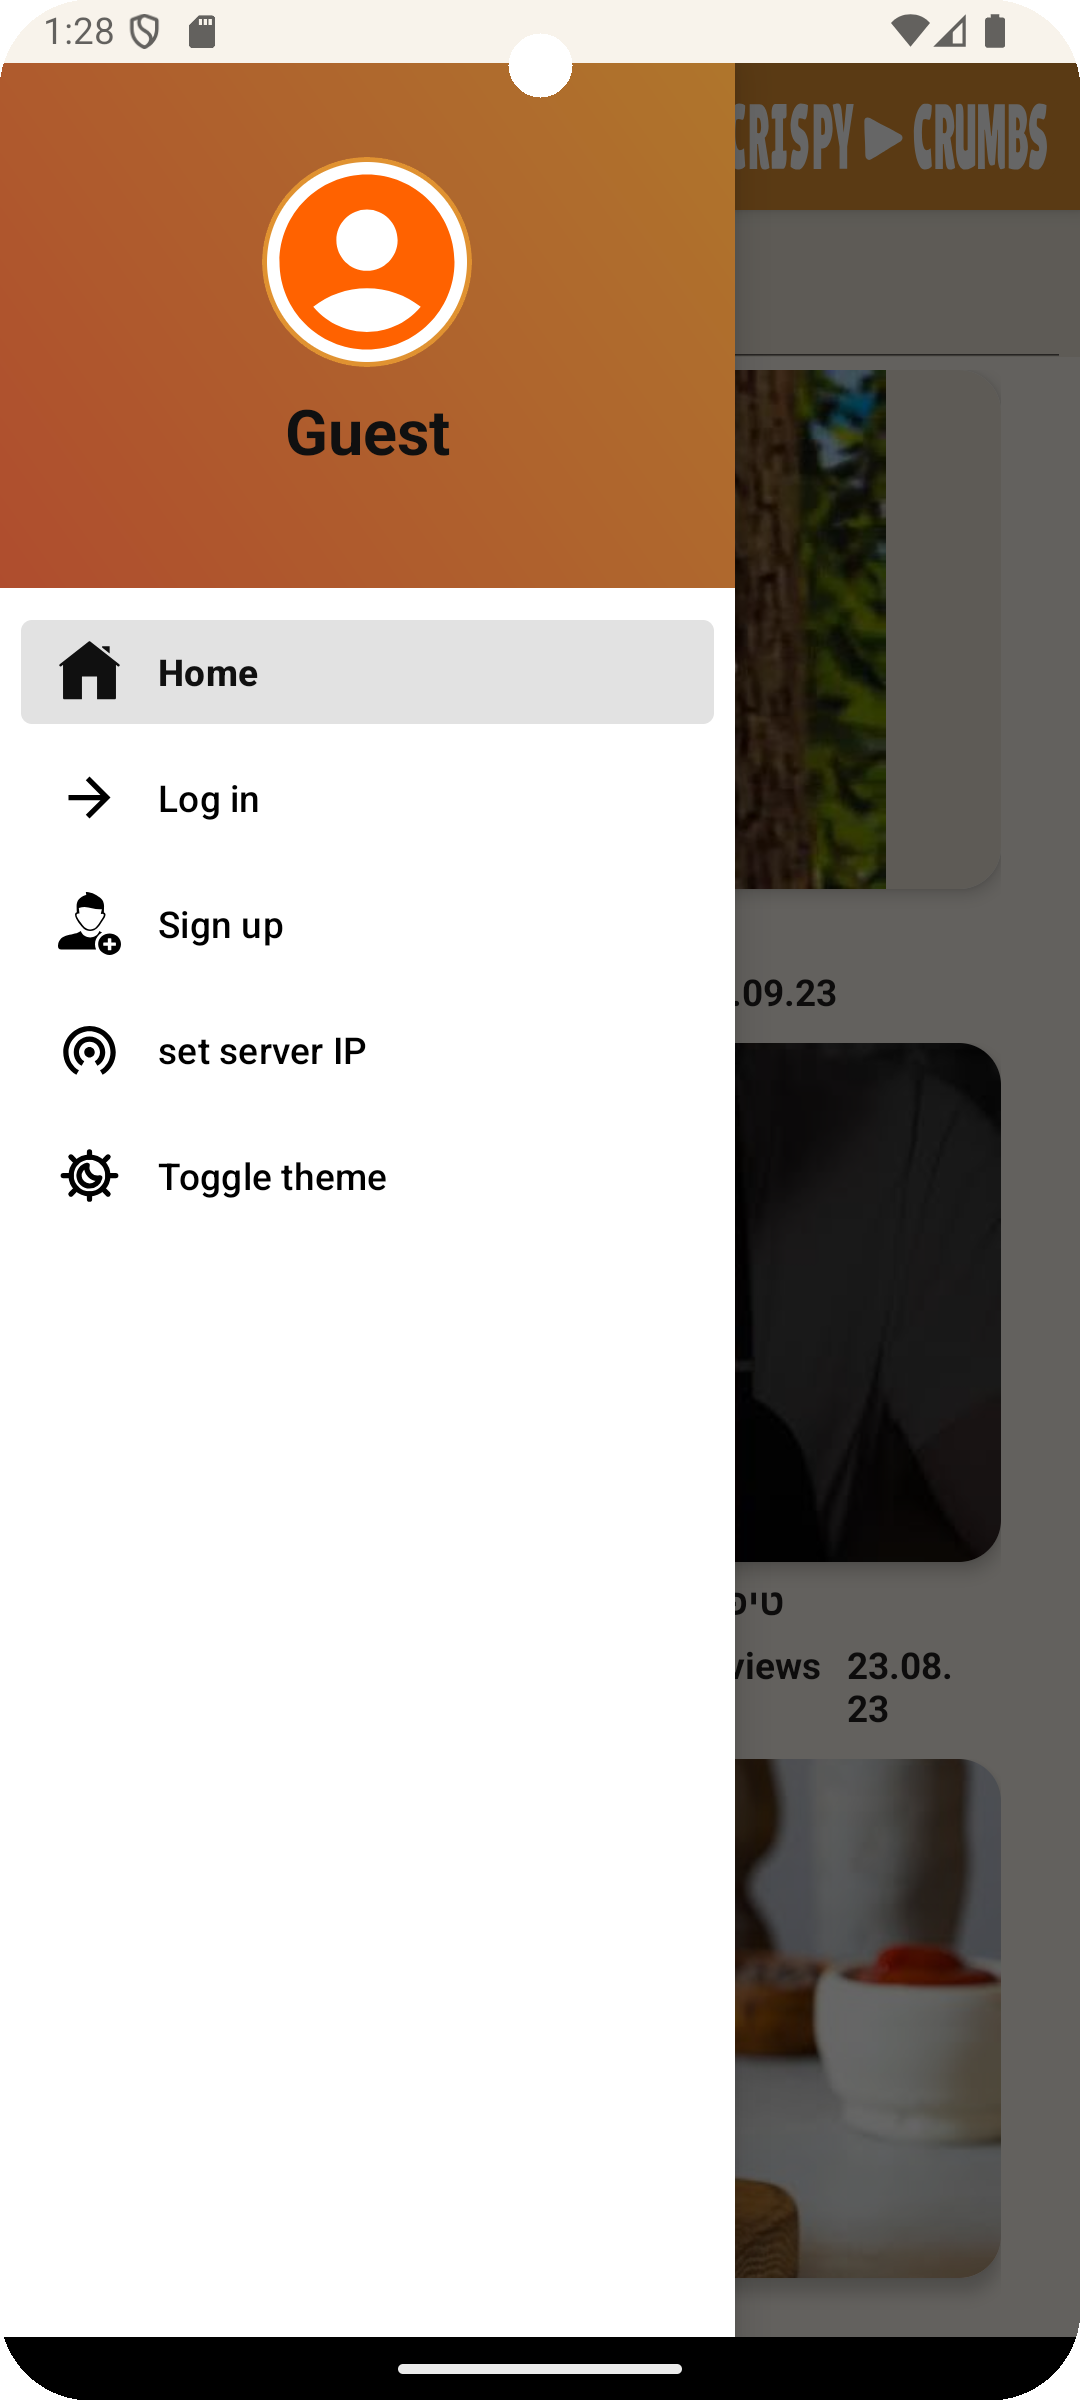 1:28
CRISPY CRUMBS
Guest
Home
Log in
Sign up
set server IP
Toggle theme
.09.23
views 23.08.
23